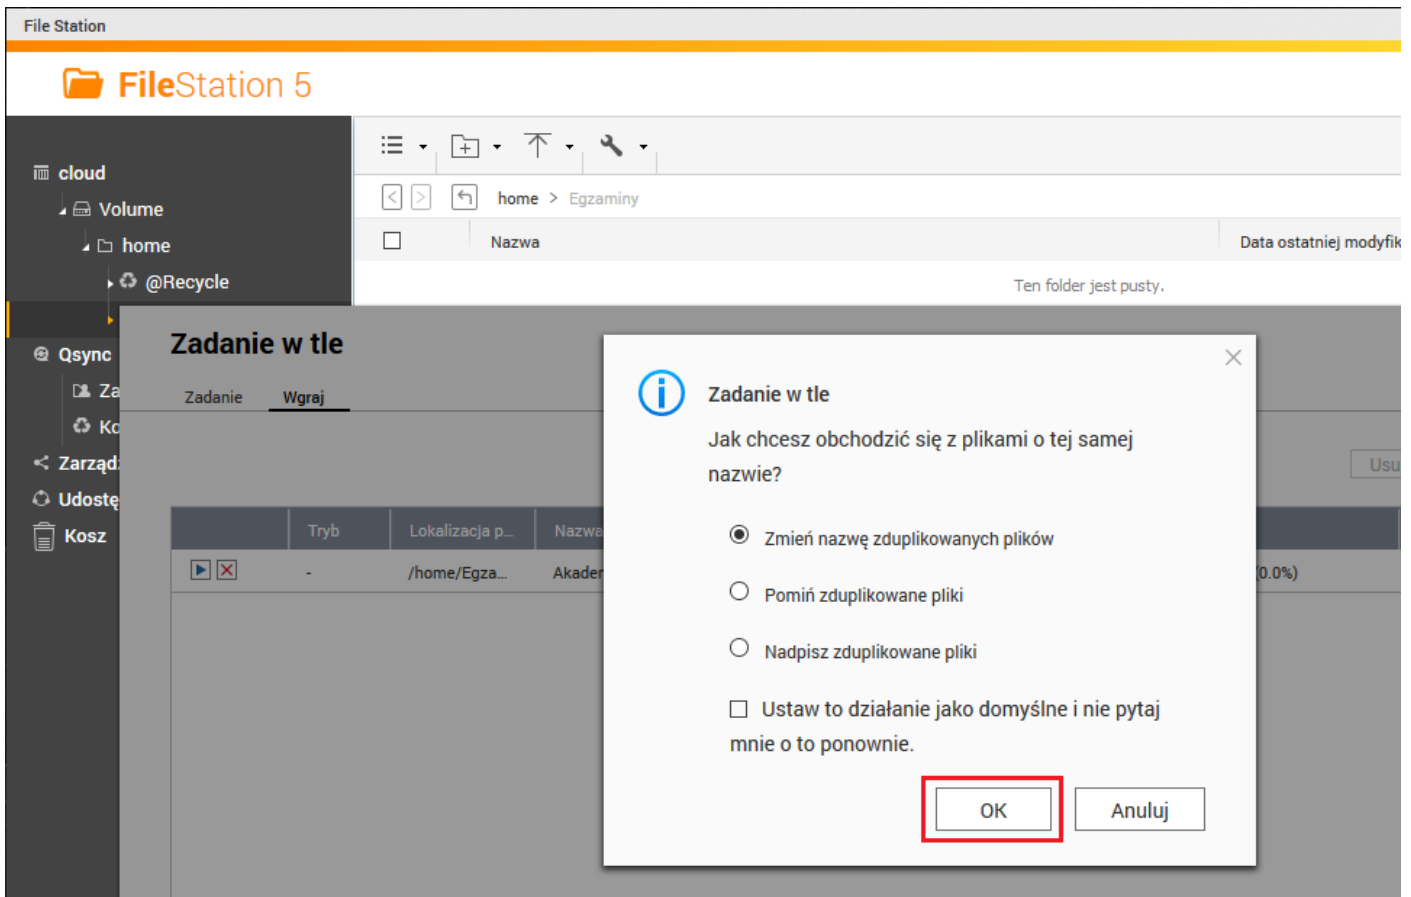 File Station
FileStation 5
cloud
Volume
home
@Recycle
home > Egzaminy
Nazwa
Data ostatniej modyfik
Ten folder jest pusty.
Qsync
Za
Ko
Zarząd
Udostę
Kosz
Zadanie w tle
Zadanie
Wgraj
Usu
Tryb
Lokalizacja p...
Nazwa
-
/home/Egza...
Akader
(0.0%)
Zadanie w tle
Jak chcesz obchodzić się z plikami o tej samej
nazwie?
Zmień nazwę zduplikowanych plików
Pomiń zduplikowane pliki
Nadpisz zduplikowane pliki
Ustaw to działanie jako domyślne i nie pytaj
mnie o to ponownie.
OK
Anuluj